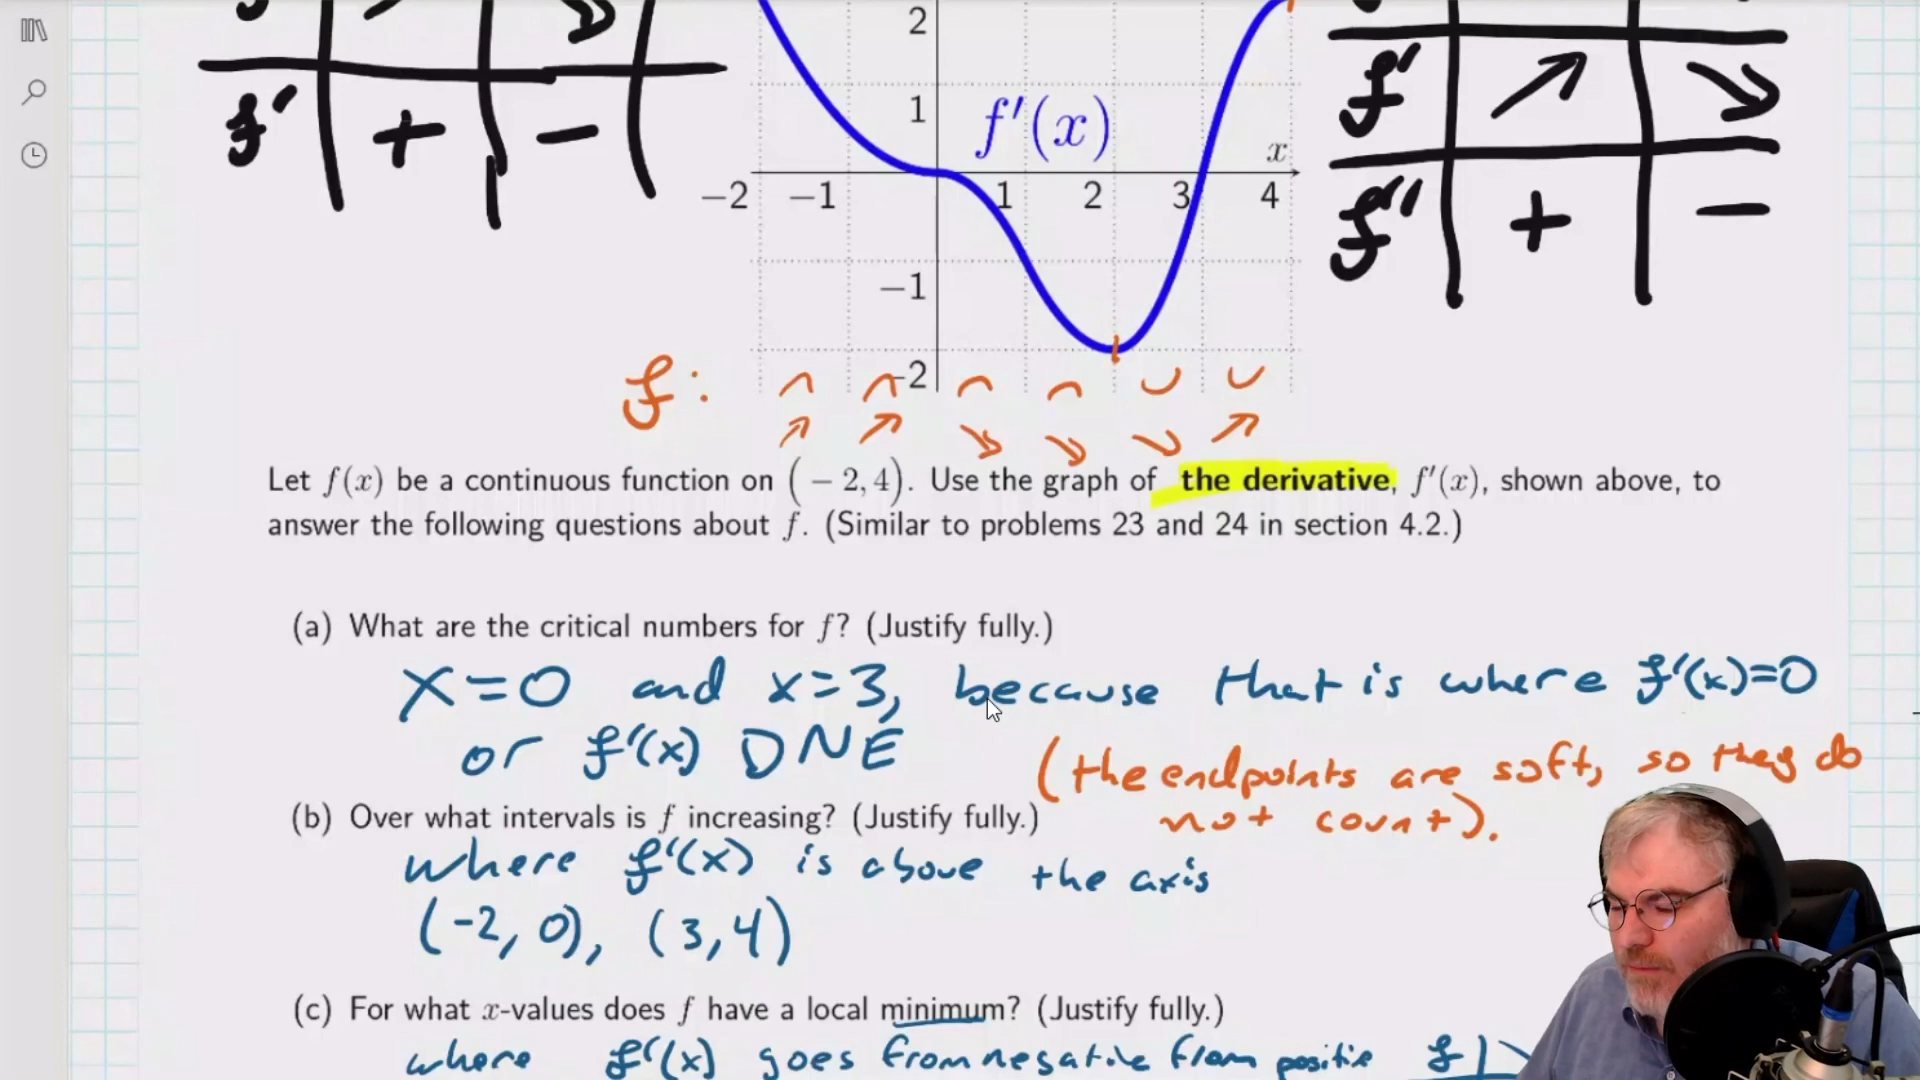 2
1
f'(x)
x
-2 -1 1 2 3 4
-1
-2
f' + -
f'
f'' + -
f:
Let f(x) be a continuous function on (-2,4). Use the graph of the derivative, f'(x), shown above, to
answer the following questions about f. (Similar to problems 23 and 24 in section 4.2.)
(a) What are the critical numbers for f? (Justify fully.)
x=0 and x=3, because that is where f'(x)=0
or f'(x) DNE
(the endpoints are soft, so they do
not count).
(b) Over what intervals is f increasing? (Justify fully.)
where f'(x) is above the axis
(-2, 0), (3,4)
(c) For what x-values does f have a local minimum? (Justify fully.)
where f'(x) goes from negative from positie f